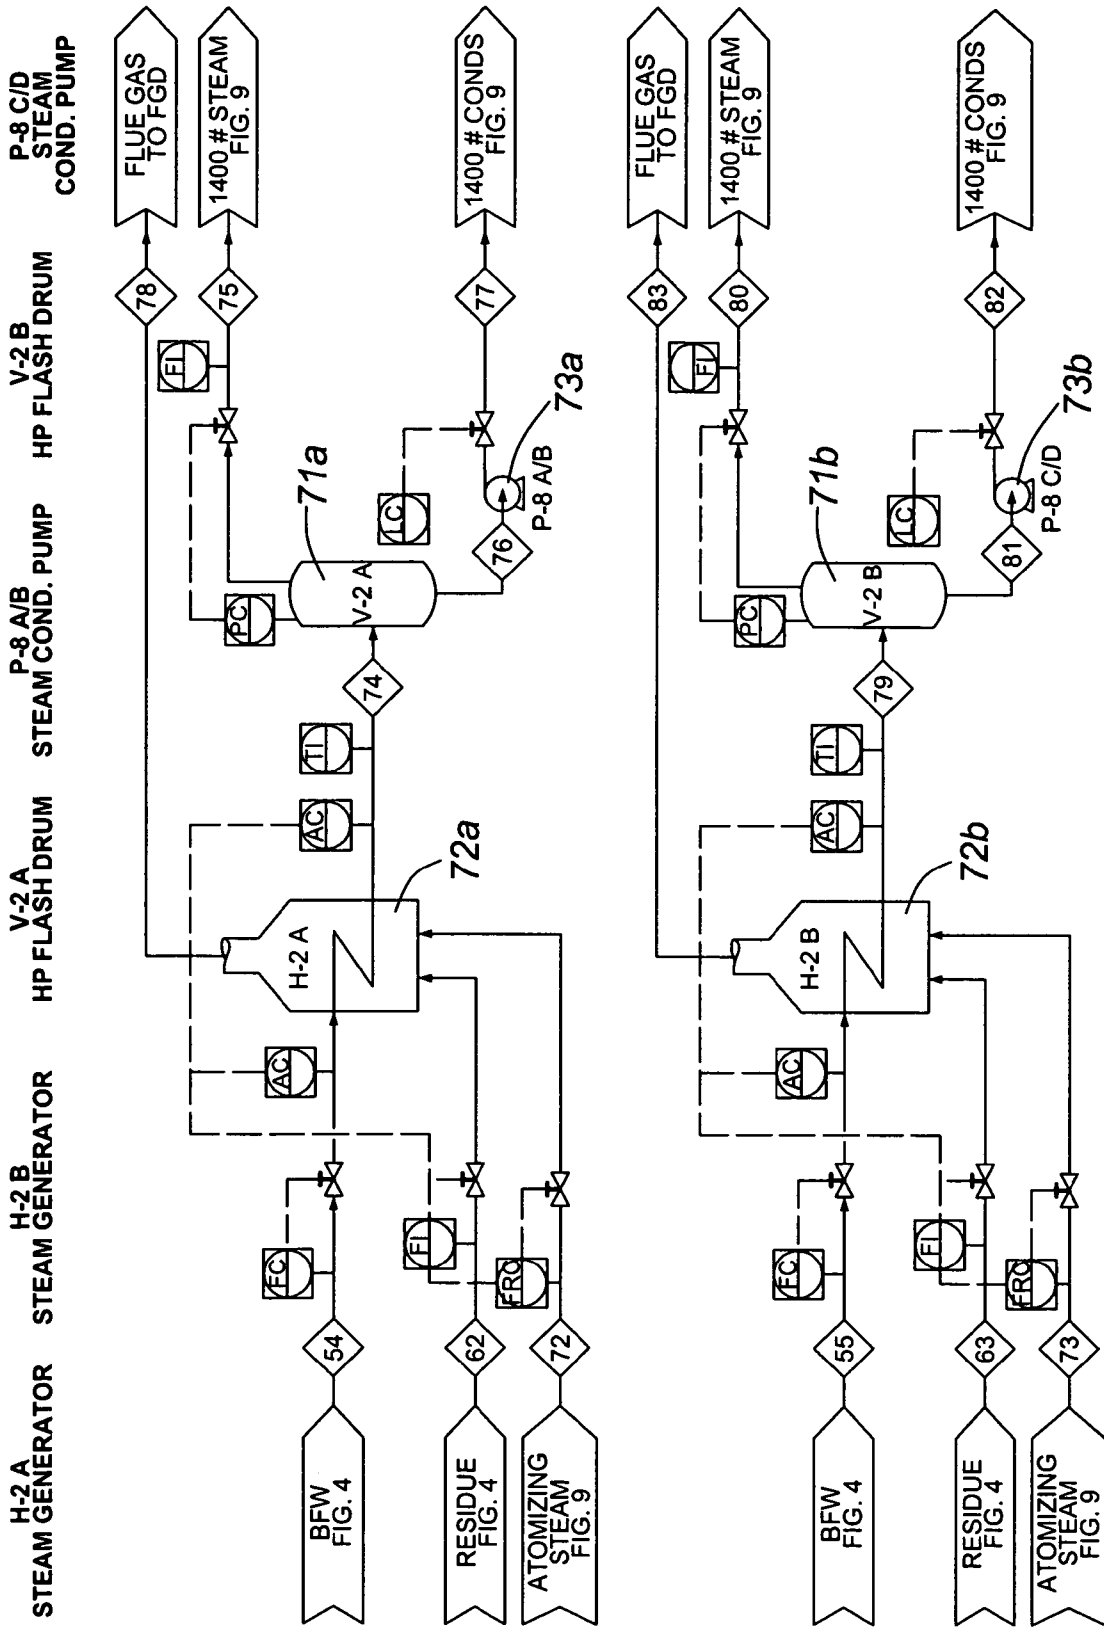 H-2 A
STEAM GENERATOR
H-2 B
STEAM GENERATOR
V-2 A
HP FLASH DRUM
P-8 A/B
STEAM COND. PUMP
V-2 B
HP FLASH DRUM
P-8 C/D
STEAM
COND. PUMP
FLUE GAS
TO FGD
78
1400 # STEAM
FIG. 9
75
FI
PC
71a
V-2 A
LC
1400 # CONDS
FIG. 9
77
73a
P-8 A/B
76
74
TI
AC
72a
H-2 A
AC
FC
54
BFW
FIG. 4
FI
62
RESIDUE
FIG. 4
FRC
72
ATOMIZING
STEAM
FIG. 9
FLUE GAS
TO FGD
83
1400 # STEAM
FIG. 9
80
FI
PC
71b
V-2 B
LC
1400 # CONDS
FIG. 9
82
73b
P-8 C/D
81
79
TI
AC
72b
H-2 B
AC
FC
55
BFW
FIG. 4
FI
63
RESIDUE
FIG. 4
FRC
73
ATOMIZING
STEAM
FIG. 9